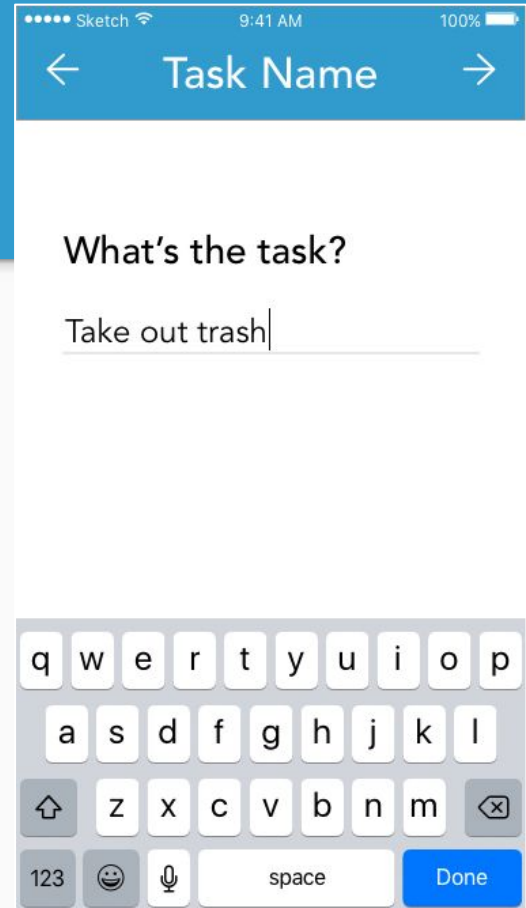 Sketch 9:41 AM 100%
Task Name
What's the task?
Take out trash
q w e r t y u i o p
a s d f g h j k l
z x c v b n m
123 space Done